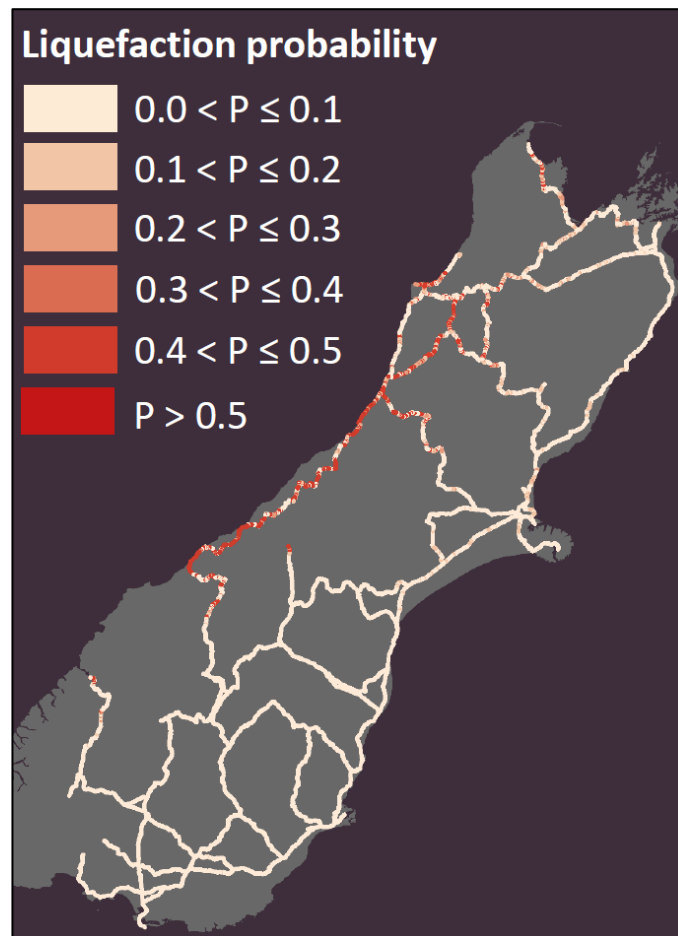 Liquefaction probability
0.0 < P ≤ 0.1
0.1 < P ≤ 0.2
0.2 < P ≤ 0.3
0.3 < P ≤ 0.4
0.4 < P ≤ 0.5
P > 0.5